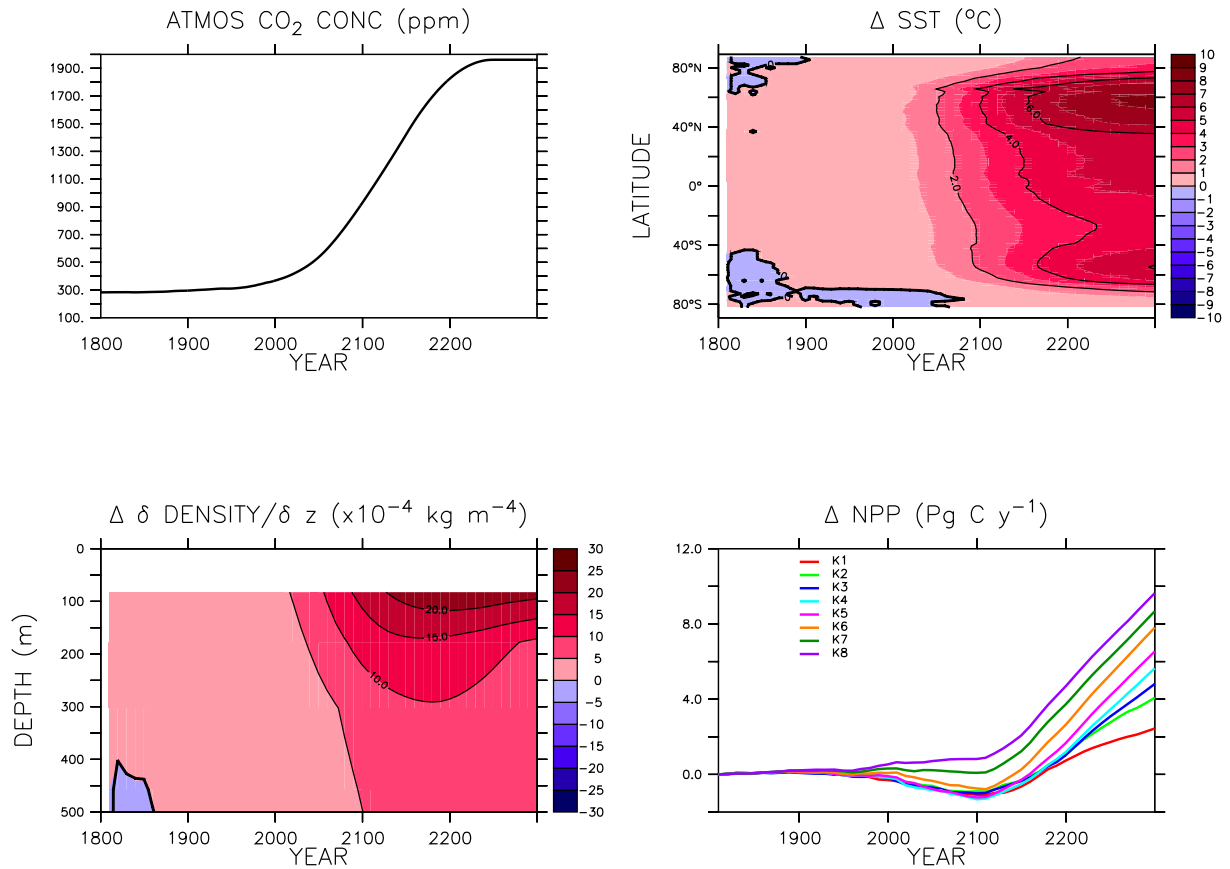 ATMOS CO₂ CONC (ppm)
1900.
1700.
1500.
1300.
1100.
900.
700.
500.
300.
100.
1800 1900 2000 2100 2200
YEAR
Δ SST (°C)
LATITUDE
80°N
40°N
0°
40°S
80°S
1800 1900 2000 2100 2200
YEAR
2.0
4.0
6.0
10
9
8
7
6
5
4
3
2
1
0
-1
-2
-3
-4
-5
-6
-7
-8
-9
-10
Δ δ DENSITY/δ z (x10⁻⁴ kg m⁻⁴)
DEPTH (m)
0
100
200
300
400
500
1800 1900 2000 2100 2200
YEAR
20.0
15.0
10.0
30
25
20
15
10
5
0
-5
-10
-15
-20
-25
-30
Δ NPP (Pg C y⁻¹)
12.0
8.0
4.0
0.0
K1
K2
K3
K4
K5
K6
K7
K8
1900 2000 2100 2200
YEAR